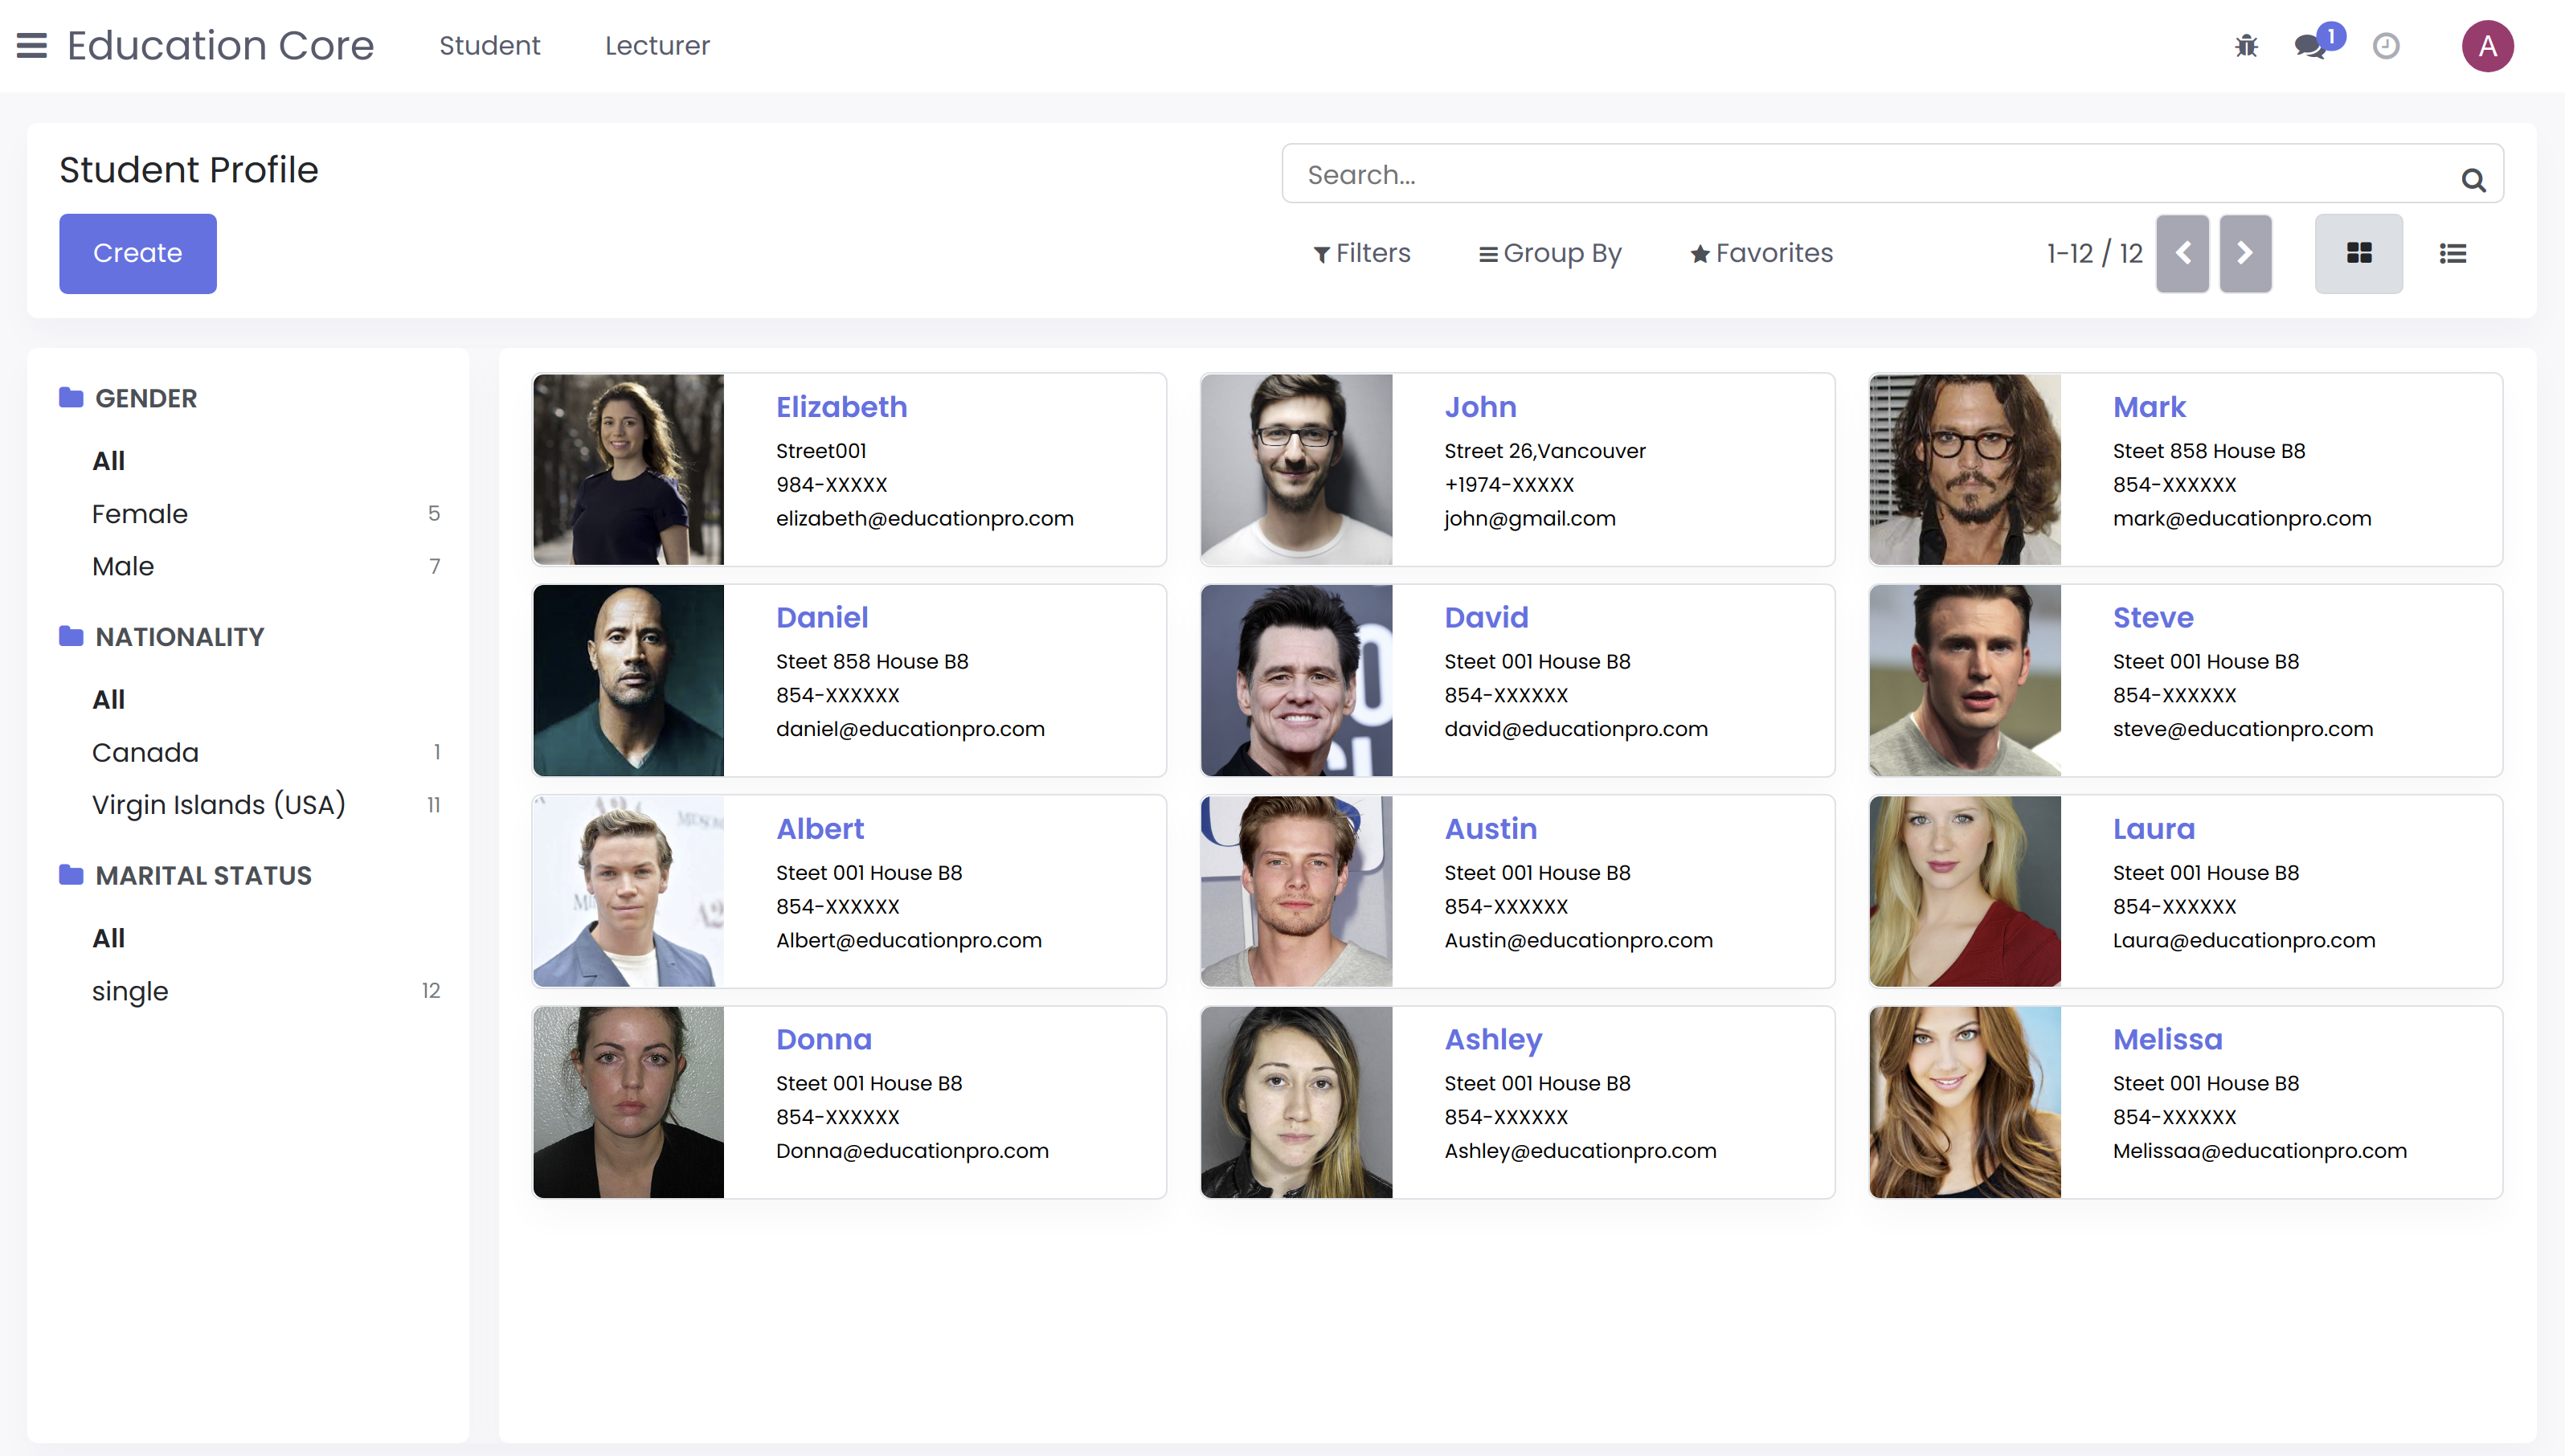 Education Core
Student
Lecturer
1
A
Student Profile
Search...
Create
Filters
Group By
Favorites
1-12 / 12
GENDER
All
Female 5
Male 7
NATIONALITY
All
Canada 1
Virgin Islands (USA) 11
MARITAL STATUS
All
single 12
Elizabeth
Street001
984-XXXXX
elizabeth@educationpro.com
John
Street 26,Vancouver
+1974-XXXXX
john@gmail.com
Mark
Steet 858 House B8
854-XXXXXX
mark@educationpro.com
Daniel
Steet 858 House B8
854-XXXXXX
daniel@educationpro.com
David
Steet 001 House B8
854-XXXXXX
david@educationpro.com
Steve
Steet 001 House B8
854-XXXXXX
steve@educationpro.com
Albert
Steet 001 House B8
854-XXXXXX
Albert@educationpro.com
Austin
Steet 001 House B8
854-XXXXXX
Austin@educationpro.com
Laura
Steet 001 House B8
854-XXXXXX
Laura@educationpro.com
Donna
Steet 001 House B8
854-XXXXXX
Donna@educationpro.com
Ashley
Steet 001 House B8
854-XXXXXX
Ashley@educationpro.com
Melissa
Steet 001 House B8
854-XXXXXX
Melissaa@educationpro.com